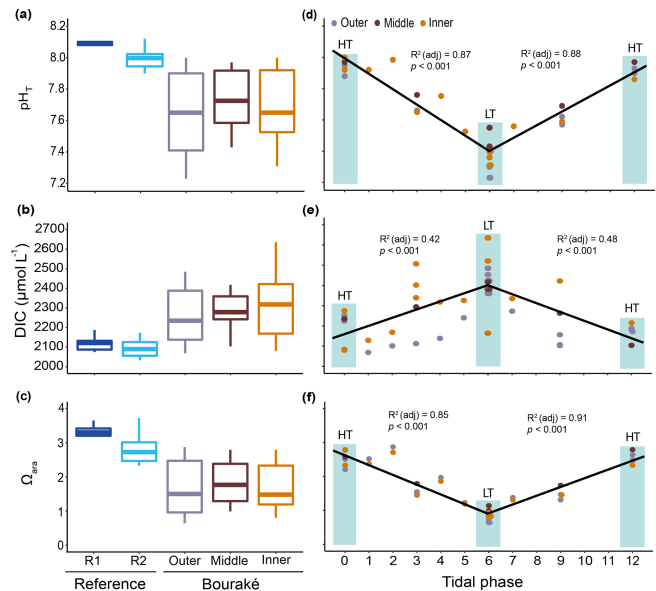 (a)
8.2
8.0
7.8
7.6
7.4
7.2
pHT
(d)
Outer Middle Inner
HT
R² (adj) = 0.87
p < 0.001
R² (adj) = 0.88
p < 0.001
HT
LT
(b)
2700
2600
2500
2400
2300
2200
2100
2000
DIC (µmol L⁻¹)
(e)
LT
R² (adj) = 0.42
p < 0.001
R² (adj) = 0.48
p < 0.001
HT
HT
(c)
4
3
2
1
0
Ωara
(f)
R² (adj) = 0.85
p < 0.001
R² (adj) = 0.91
p < 0.001
HT
HT
LT
R1 R2 Outer Middle Inner
Reference Bouraké
0 1 2 3 4 5 6 7 8 9 10 11 12
Tidal phase